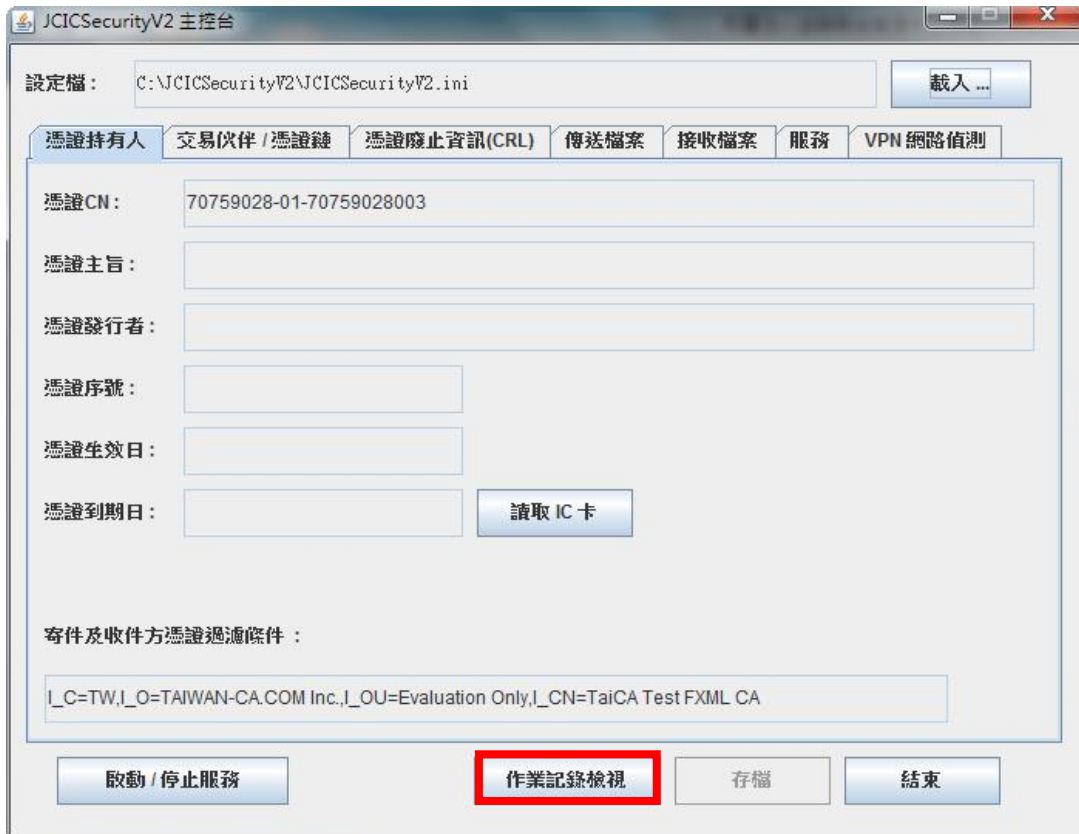 JCICSecurityV2 主控台
設定檔： C:\JCICSecurityV2\JCICSecurityV2.ini 載入 ...
憑證持有人 交易伙伴 / 憑證鏈 憑證廢止資訊(CRL) 傳送檔案 接收檔案 服務 VPN 網路偵測
憑證CN： 70759028-01-70759028003
憑證主旨：
憑證發行者：
憑證序號：
憑證生效日：
憑證到期日： 讀取 IC 卡
寄件及收件方憑證過濾條件 ：
I_C=TW,I_O=TAIWAN-CA.COM Inc.,I_OU=Evaluation Only,I_CN=TaiCA Test FXML CA
啟動 / 停止服務 作業記錄檢視 存檔 結束